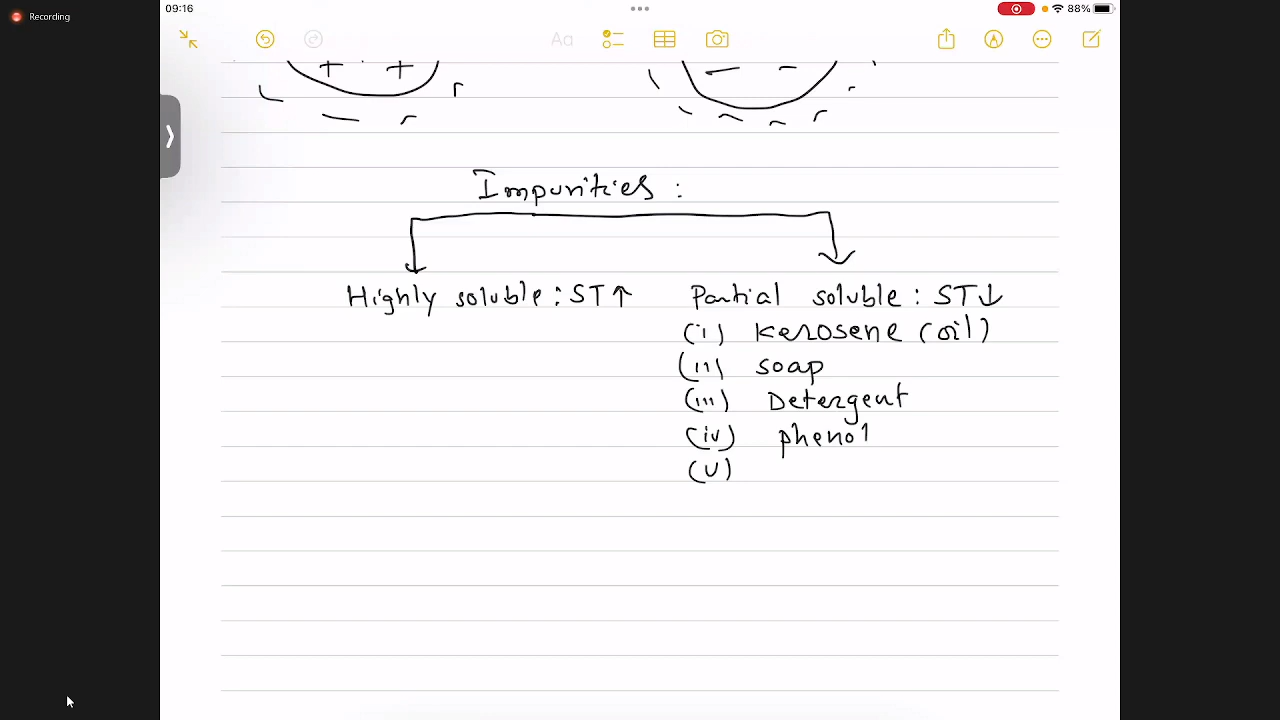 Recording
09:16
88%
Aa
Impurities :
Highly soluble : ST↑
Partial soluble : ST↓
(i) Kerosene (oil)
(ii) soap
(iii) Detergent
(iv) phenol
(v)